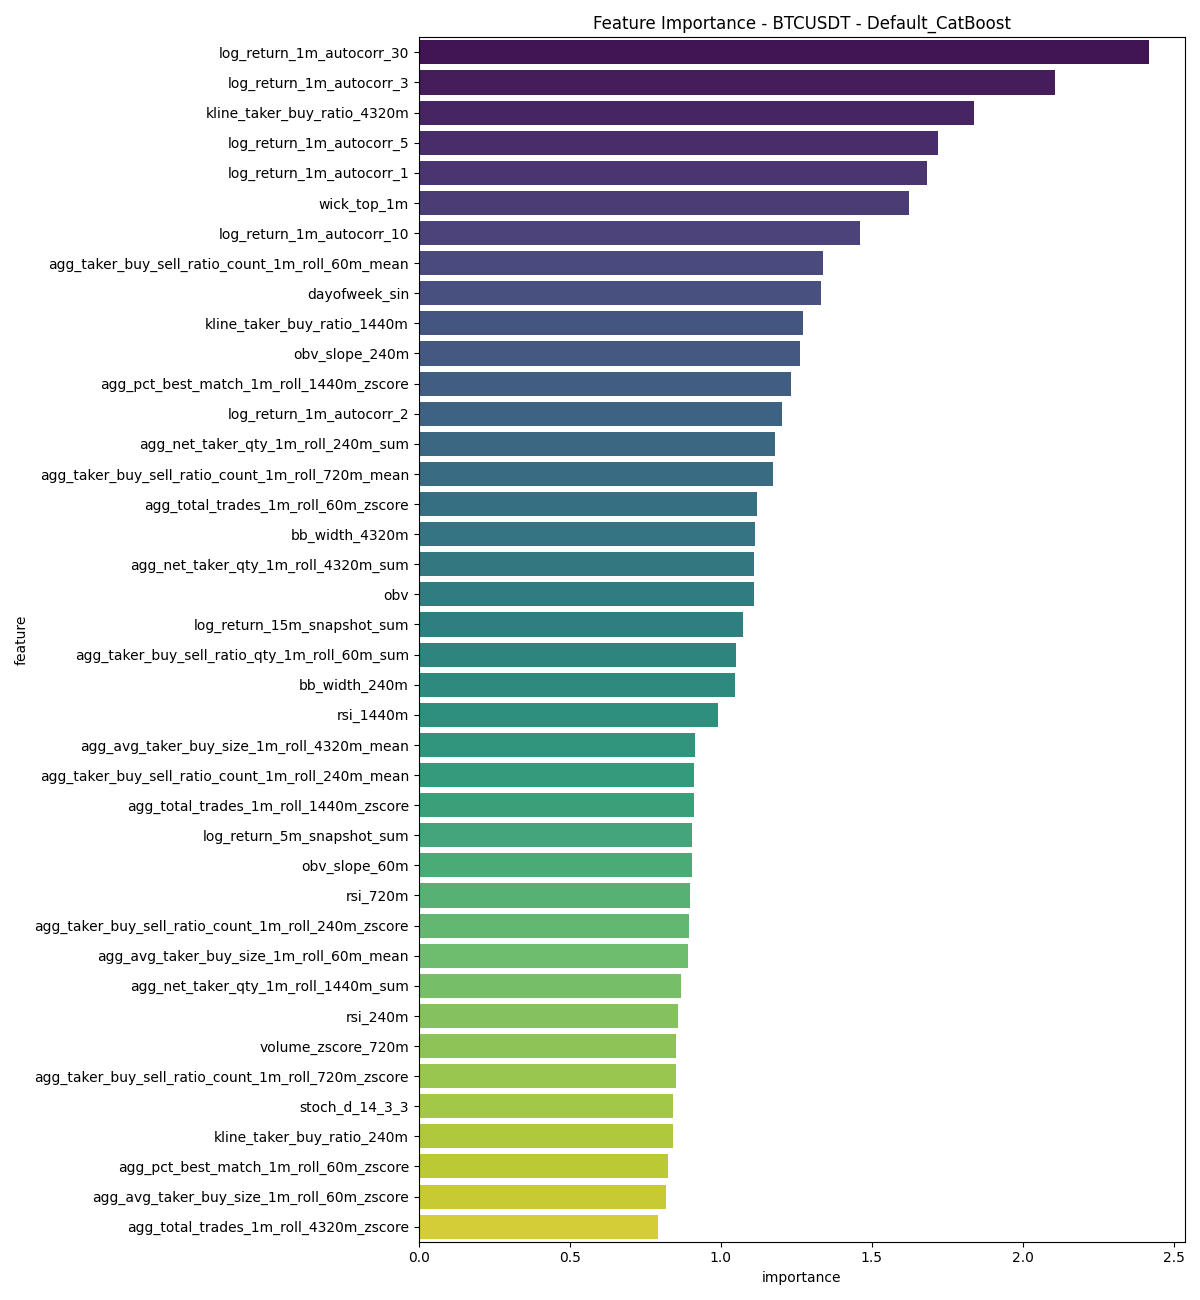 Feature Importance - BTCUSDT - Default_CatBoost
log_return_1m_autocorr_30
log_return_1m_autocorr_3
kline_taker_buy_ratio_4320m
log_return_1m_autocorr_5
log_return_1m_autocorr_1
wick_top_1m
log_return_1m_autocorr_10
agg_taker_buy_sell_ratio_count_1m_roll_60m_mean
dayofweek_sin
kline_taker_buy_ratio_1440m
obv_slope_240m
agg_pct_best_match_1m_roll_1440m_zscore
log_return_1m_autocorr_2
agg_net_taker_qty_1m_roll_240m_sum
agg_taker_buy_sell_ratio_count_1m_roll_720m_mean
agg_total_trades_1m_roll_60m_zscore
bb_width_4320m
agg_net_taker_qty_1m_roll_4320m_sum
obv
log_return_15m_snapshot_sum
agg_taker_buy_sell_ratio_qty_1m_roll_60m_sum
bb_width_240m
rsi_1440m
agg_avg_taker_buy_size_1m_roll_4320m_mean
agg_taker_buy_sell_ratio_count_1m_roll_240m_mean
agg_total_trades_1m_roll_1440m_zscore
log_return_5m_snapshot_sum
obv_slope_60m
rsi_720m
agg_taker_buy_sell_ratio_count_1m_roll_240m_zscore
agg_avg_taker_buy_size_1m_roll_60m_mean
agg_net_taker_qty_1m_roll_1440m_sum
rsi_240m
volume_zscore_720m
agg_taker_buy_sell_ratio_count_1m_roll_720m_zscore
stoch_d_14_3_3
kline_taker_buy_ratio_240m
agg_pct_best_match_1m_roll_60m_zscore
agg_avg_taker_buy_size_1m_roll_60m_zscore
agg_total_trades_1m_roll_4320m_zscore
feature
0.0 0.5 1.0 1.5 2.0 2.5
importance